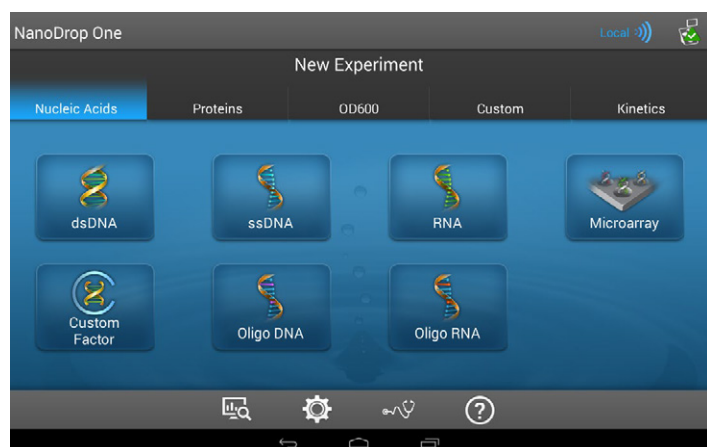 NanoDrop One
Local
New Experiment
Nucleic Acids Proteins OD600 Custom Kinetics
dsDNA ssDNA RNA Microarray
Custom
Factor
Oligo DNA Oligo RNA
?